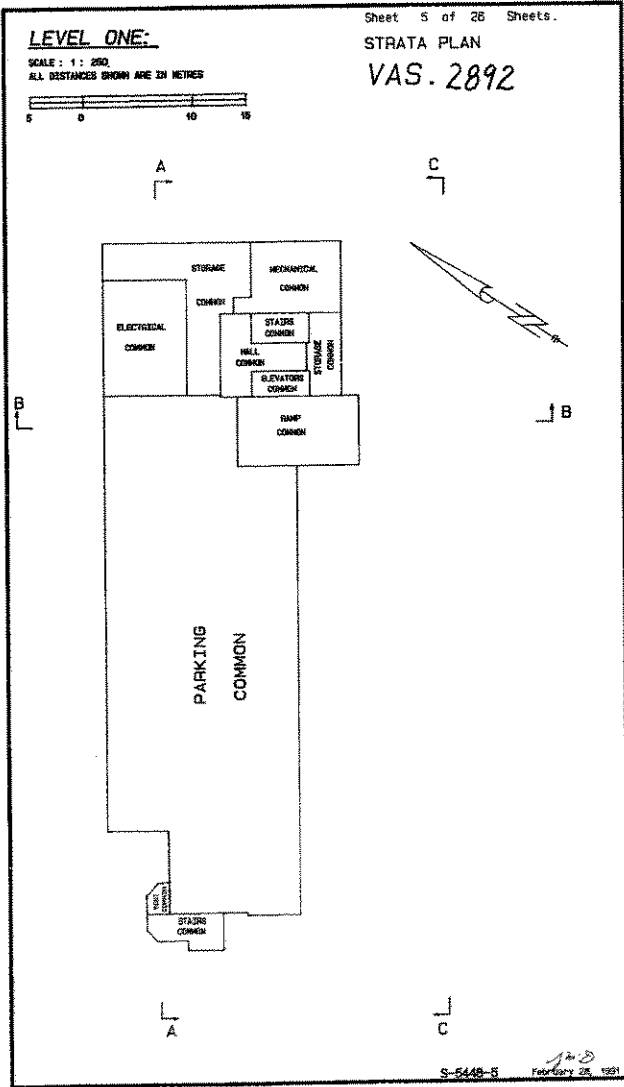 Sheet 5 of 26 Sheets.
LEVEL ONE:
STRATA PLAN
SCALE : 1 : 250.
ALL DISTANCES SHOWN ARE IN METRES
VAS. 2892
5 0 10 15
A
C
STORAGE
COMMON
MECHANICAL
COMMON
ELECTRICAL
COMMON
STAIRS
COMMON
HALL
COMMON
STORAGE
COMMON
ELEVATORS
COMMON
B
B
RAMP
COMMON
PARKING
COMMON
COMMON
STAIRS
COMMON
A
C
S-5448-5
February 28, 1991